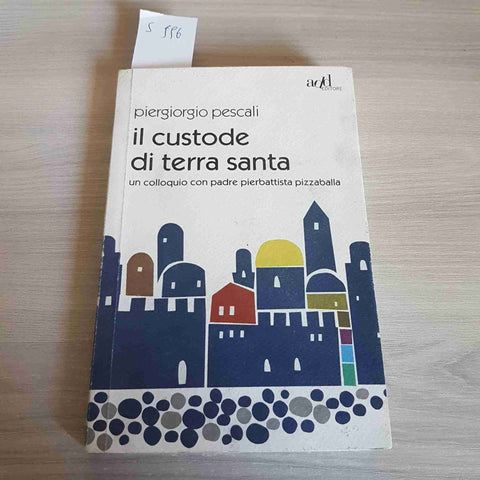 S 556
add
EDITORE
piergiorgio pescali
il custode
di terra santa
un colloquio con padre pierbattista pizzaballa